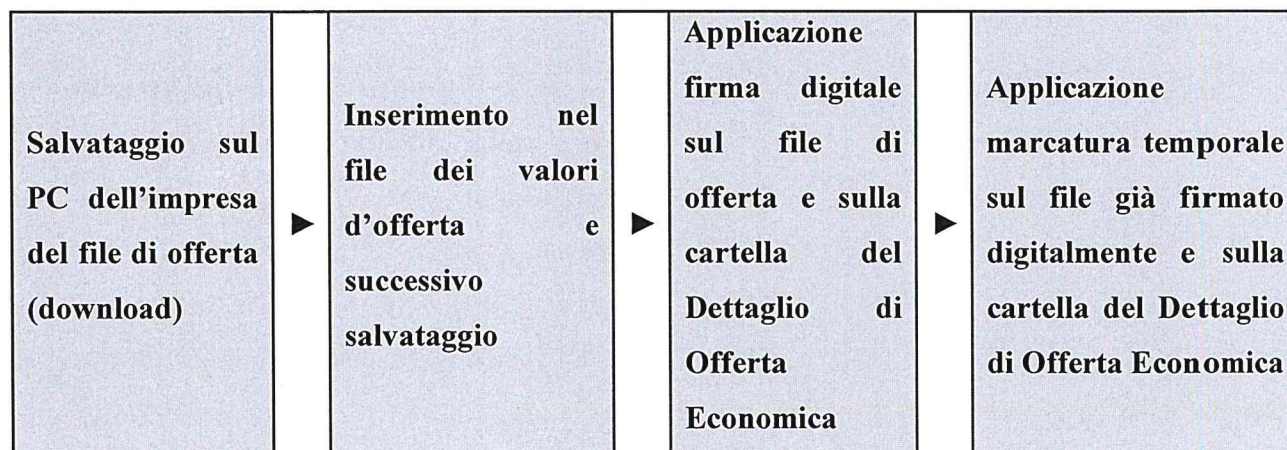 Salvataggio sul
PC dell'impresa
del file di offerta
(download)
Inserimento nel
file dei valori
d'offerta e
successivo
salvataggio
Applicazione
firma digitale
sul file di
offerta e sulla
cartella del
Dettaglio di
Offerta
Economica
Applicazione
marcatura temporale
sul file già firmato
digitalmente e sulla
cartella del Dettaglio
di Offerta Economica